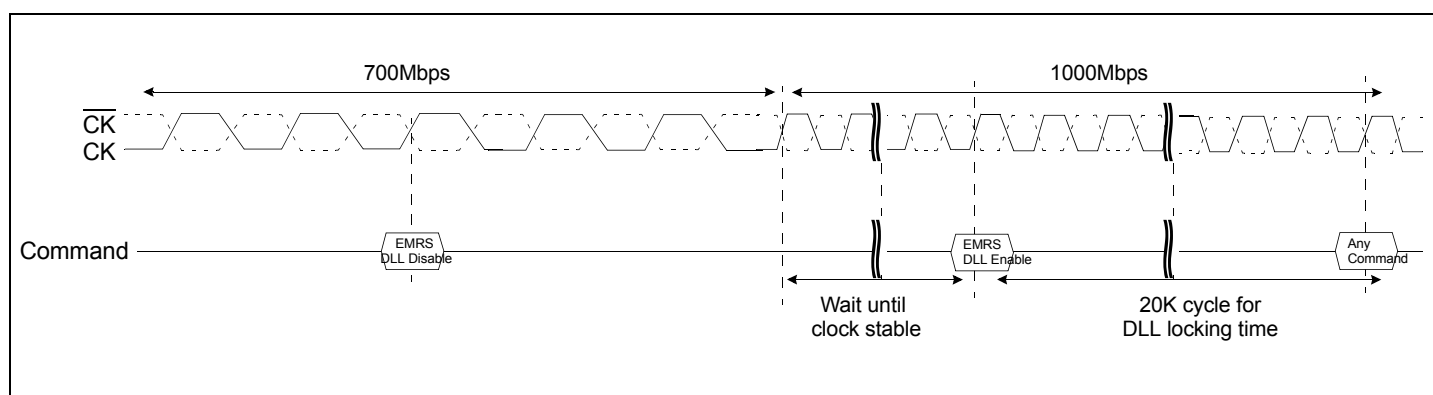 700Mbps
1000Mbps
CK
CK
Command
EMRS
DLL Disable
EMRS
DLL Enable
Any
Command
Wait until
clock stable
20K cycle for
DLL locking time